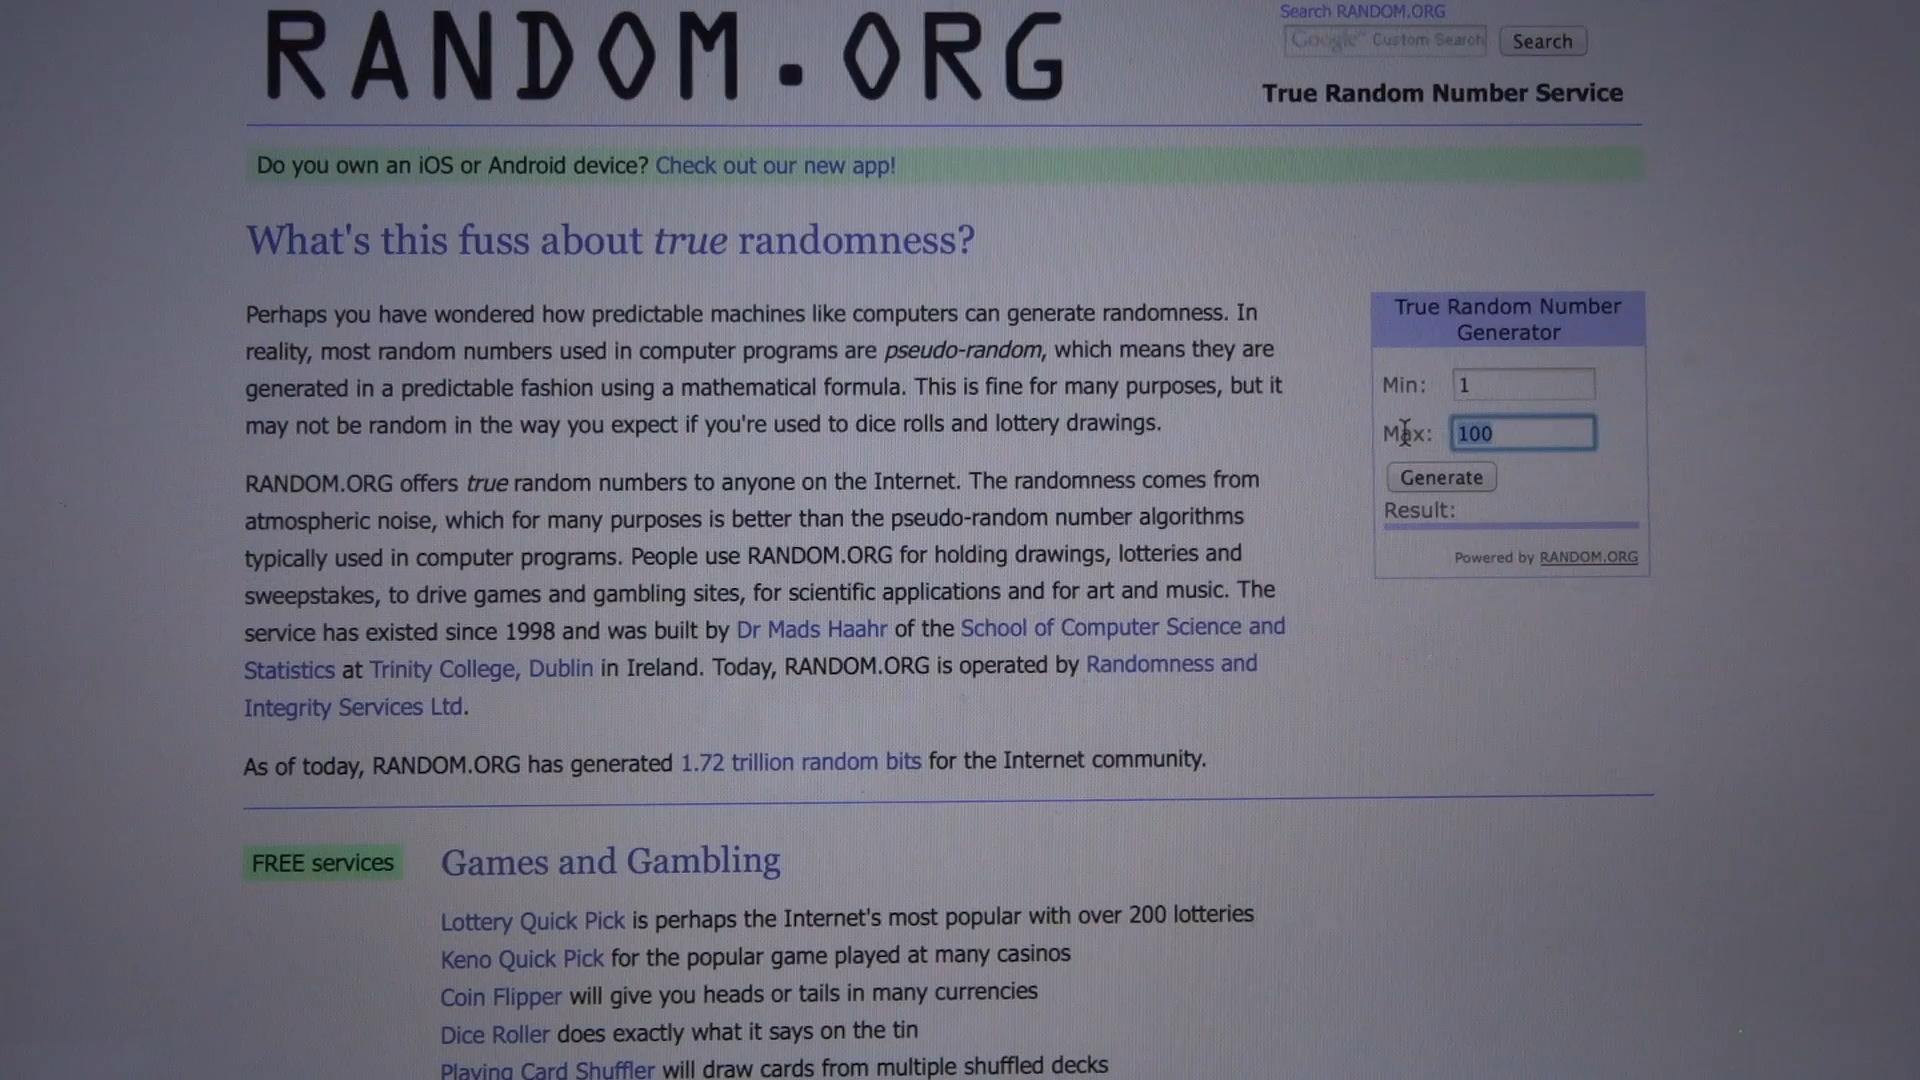 RANDOM.ORG
Search RANDOM.ORG
Google™ Custom Search
Search
True Random Number Service
Do you own an iOS or Android device? Check out our new app!
What's this fuss about true randomness?
Perhaps you have wondered how predictable machines like computers can generate randomness. In
reality, most random numbers used in computer programs are pseudo-random, which means they are
generated in a predictable fashion using a mathematical formula. This is fine for many purposes, but it
may not be random in the way you expect if you're used to dice rolls and lottery drawings.
RANDOM.ORG offers true random numbers to anyone on the Internet. The randomness comes from
atmospheric noise, which for many purposes is better than the pseudo-random number algorithms
typically used in computer programs. People use RANDOM.ORG for holding drawings, lotteries and
sweepstakes, to drive games and gambling sites, for scientific applications and for art and music. The
service has existed since 1998 and was built by Dr Mads Haahr of the School of Computer Science and
Statistics at Trinity College, Dublin in Ireland. Today, RANDOM.ORG is operated by Randomness and
Integrity Services Ltd.
As of today, RANDOM.ORG has generated 1.72 trillion random bits for the Internet community.
True Random Number
Generator
Min: 1
Max: 100
Generate
Result:
Powered by RANDOM.ORG
FREE services
Games and Gambling
Lottery Quick Pick is perhaps the Internet's most popular with over 200 lotteries
Keno Quick Pick for the popular game played at many casinos
Coin Flipper will give you heads or tails in many currencies
Dice Roller does exactly what it says on the tin
Playing Card Shuffler will draw cards from multiple shuffled decks